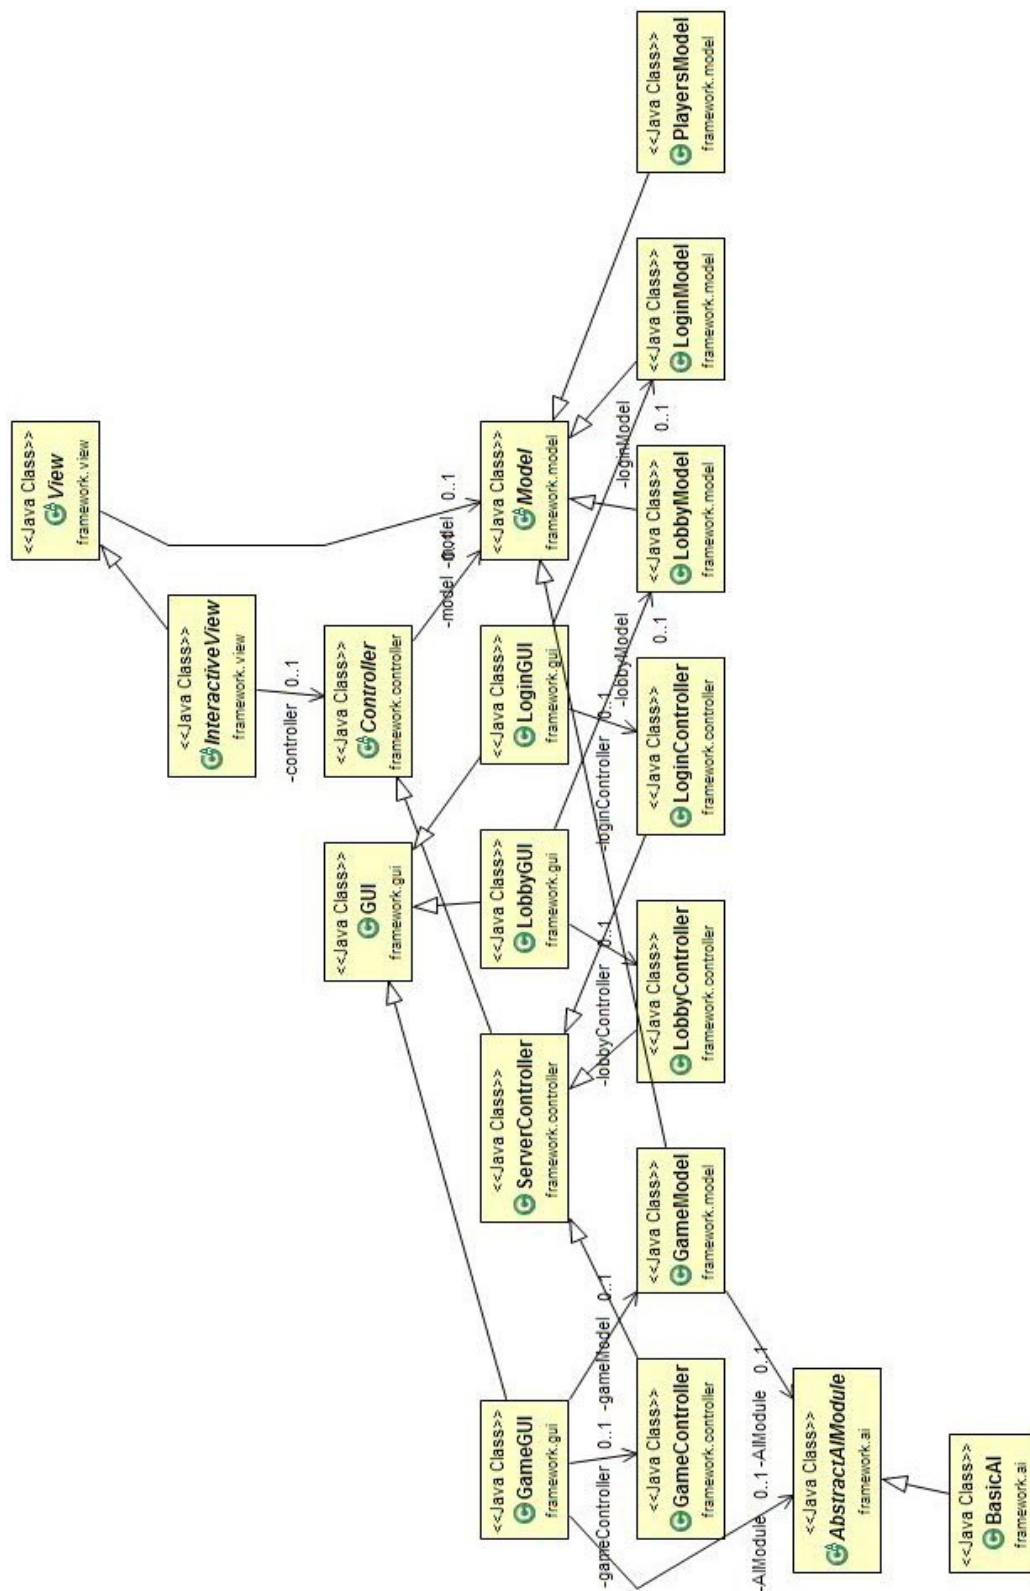 <<Java Class>>
View
framework.view
<<Java Class>>
InteractiveView
framework.view
-controller 0..1
<<Java Class>>
Controller
framework.controller
<<Java Class>>
GUI
framework.gui
-model 0..1
-model 0..1
<<Java Class>>
GameGUI
framework.gui
<<Java Class>>
ServerController
framework.controller
<<Java Class>>
LobbyGUI
framework.gui
<<Java Class>>
LoginGUI
framework.gui
<<Java Class>>
Model
framework.model
-gameController 0..1
-gameModel 0..1
-lobbyController 0..1
-loginController 0..1
-lobbyModel
0..1
-loginModel
0..1
<<Java Class>>
GameController
framework.controller
<<Java Class>>
GameModel
framework.model
<<Java Class>>
LobbyController
framework.controller
<<Java Class>>
LoginController
framework.controller
<<Java Class>>
LobbyModel
framework.model
<<Java Class>>
LoginModel
framework.model
<<Java Class>>
PlayersModel
framework.model
-AIModule 0..1
-AIModule 0..1
<<Java Class>>
AbstractAIModule
framework.ai
<<Java Class>>
BasicAI
framework.ai